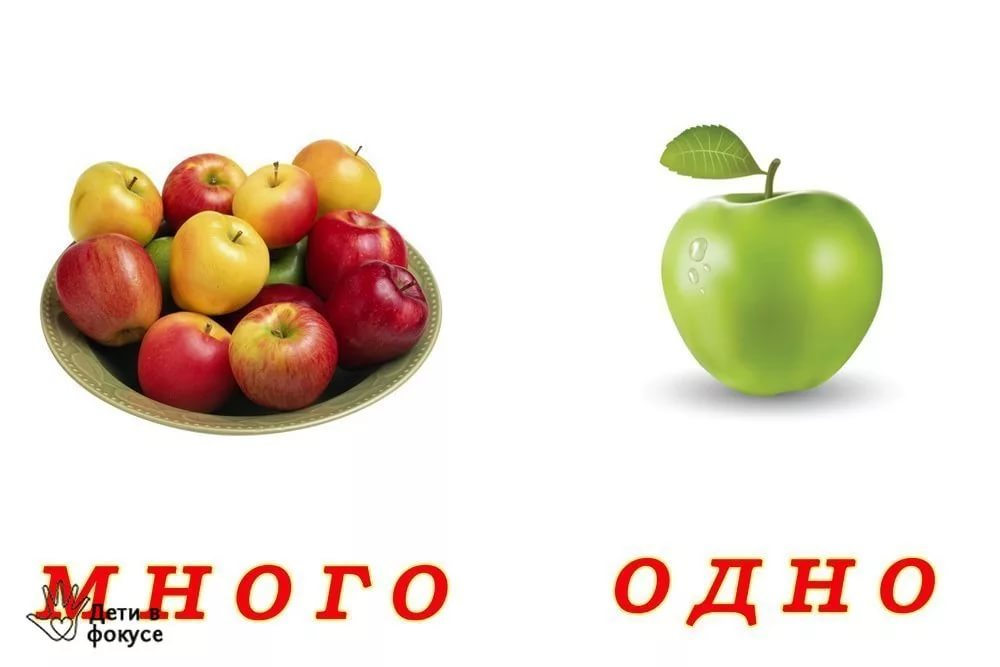 много
одно
Дети в
фокусе